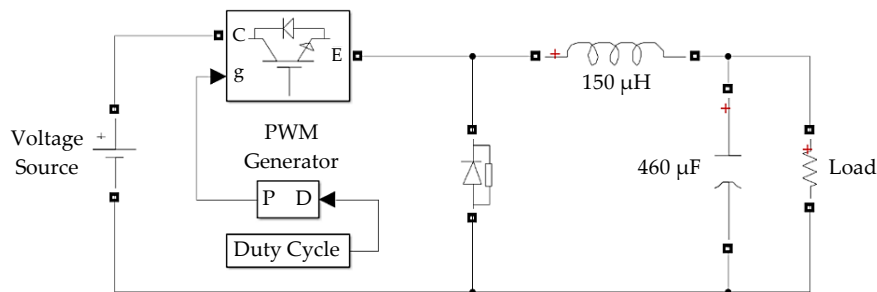 C
E
g
150 µH
Voltage
Source
+
PWM
Generator
P D
Duty Cycle
460 µF
Load